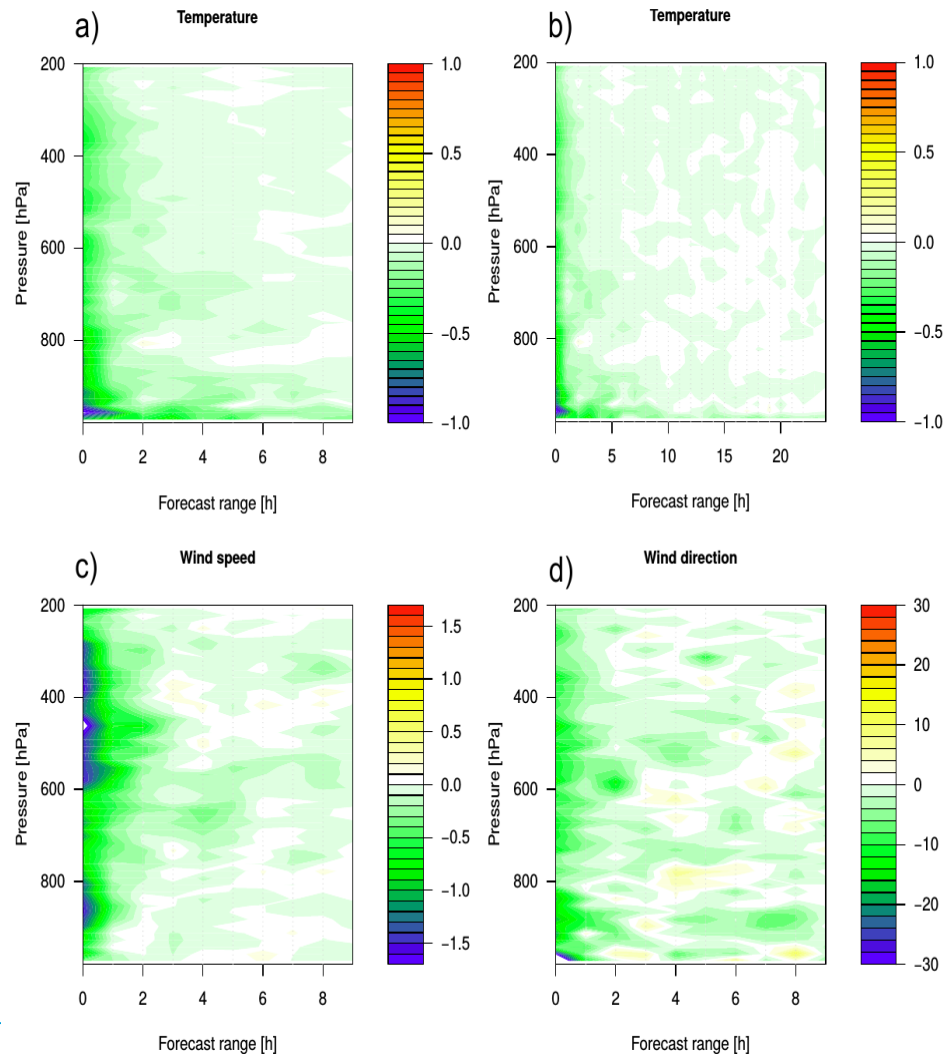 a)
Temperature
200
400
600
800
Pressure [hPa]
0 2 4 6 8
Forecast range [h]
1.0
0.5
0.0
−0.5
−1.0
b)
Temperature
200
400
600
800
Pressure [hPa]
0 5 10 15 20
Forecast range [h]
1.0
0.5
0.0
−0.5
−1.0
c)
Wind speed
200
400
600
800
Pressure [hPa]
0 2 4 6 8
Forecast range [h]
1.5
1.0
0.5
0.0
−0.5
−1.0
−1.5
d)
Wind direction
200
400
600
800
Pressure [hPa]
0 2 4 6 8
Forecast range [h]
30
20
10
0
−10
−20
−30